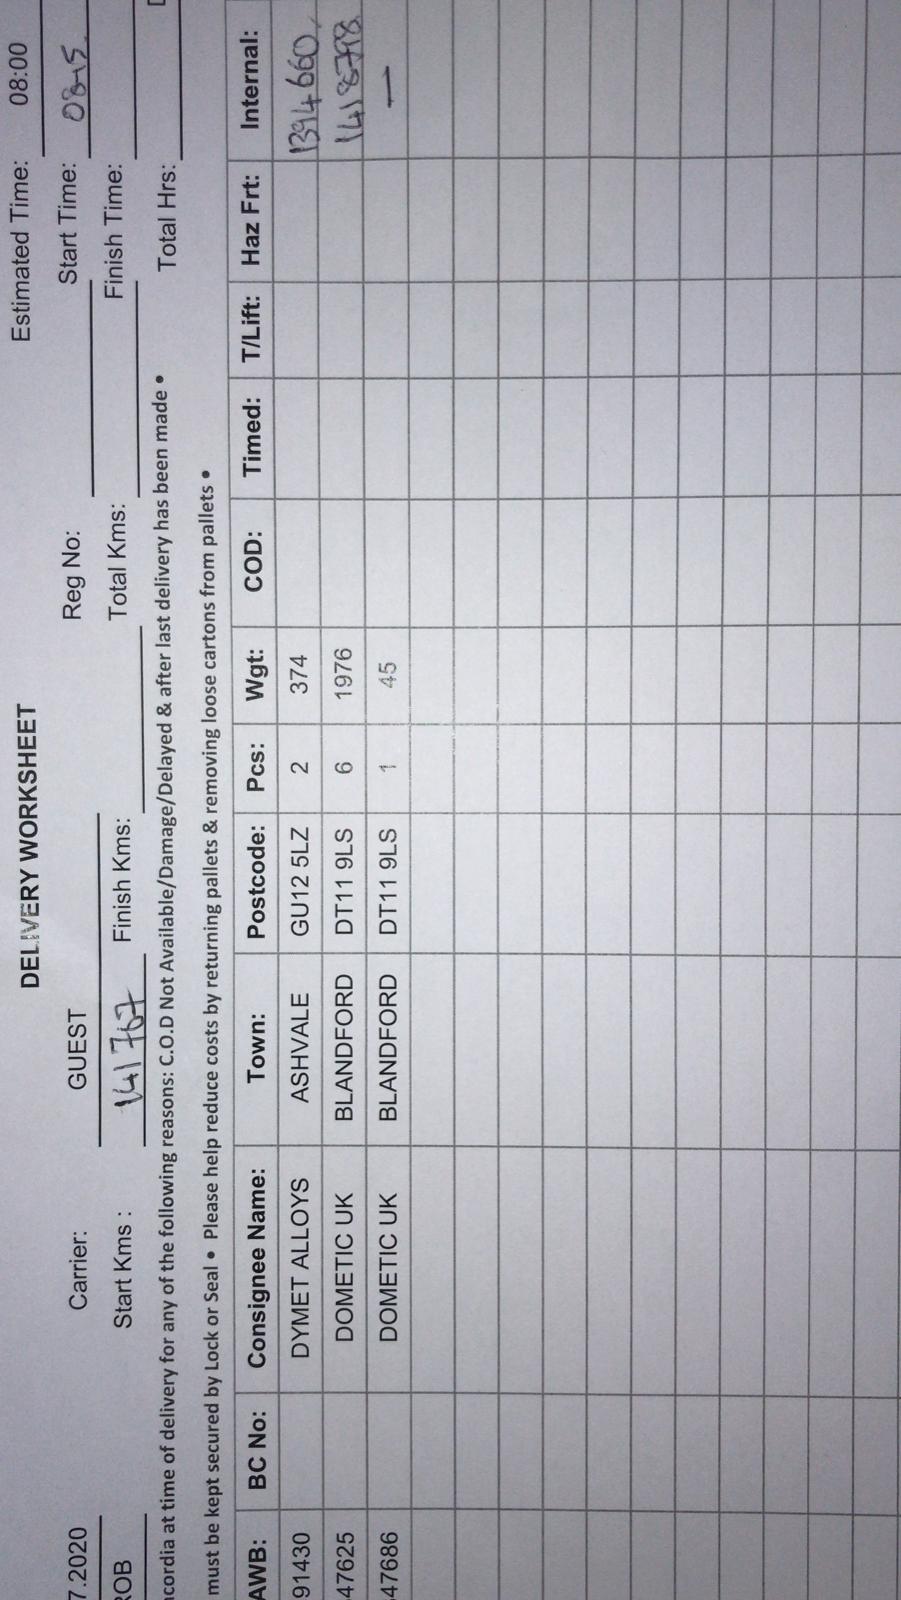 DELIVERY WORKSHEET
Estimated Time: 08:00
7.2020 Carrier: GUEST Reg No: Start Time: 08-15
ROB Start Kms : 141767 Finish Kms: Total Kms: Finish Time:
Total Hrs:
cordia at time of delivery for any of the following reasons: C.O.D Not Available/Damage/Delayed & after last delivery has been made •
must be kept secured by Lock or Seal • Please help reduce costs by returning pallets & removing loose cartons from pallets •
AWB: BC No: Consignee Name: Town: Postcode: Pcs: Wgt: COD: Timed: T/Lift: Haz Frt: Internal:
91430 DYMET ALLOYS ASHVALE GU12 5LZ 2 374 1394660
47625 DOMETIC UK BLANDFORD DT11 9LS 6 1976
47686 DOMETIC UK BLANDFORD DT11 9LS 1 45 —